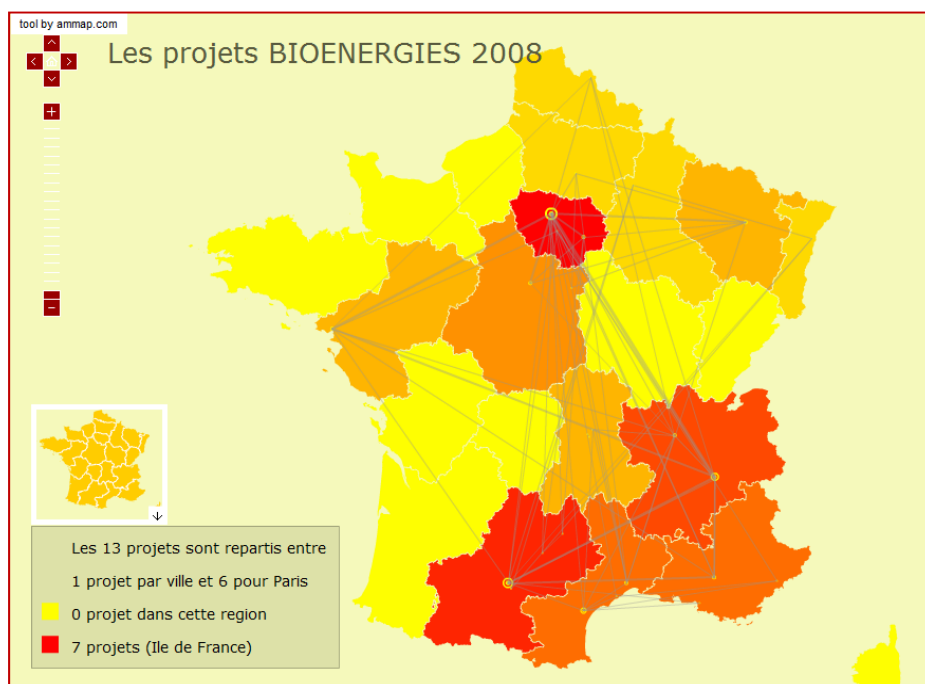 tool by ammap.com
Les projets BIOENERGIES 2008
Les 13 projets sont repartis entre
1 projet par ville et 6 pour Paris
0 projet dans cette region
7 projets (Ile de France)